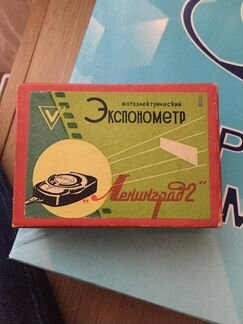 фотоэлектрический
Экспонометр
„Ленинград 2"